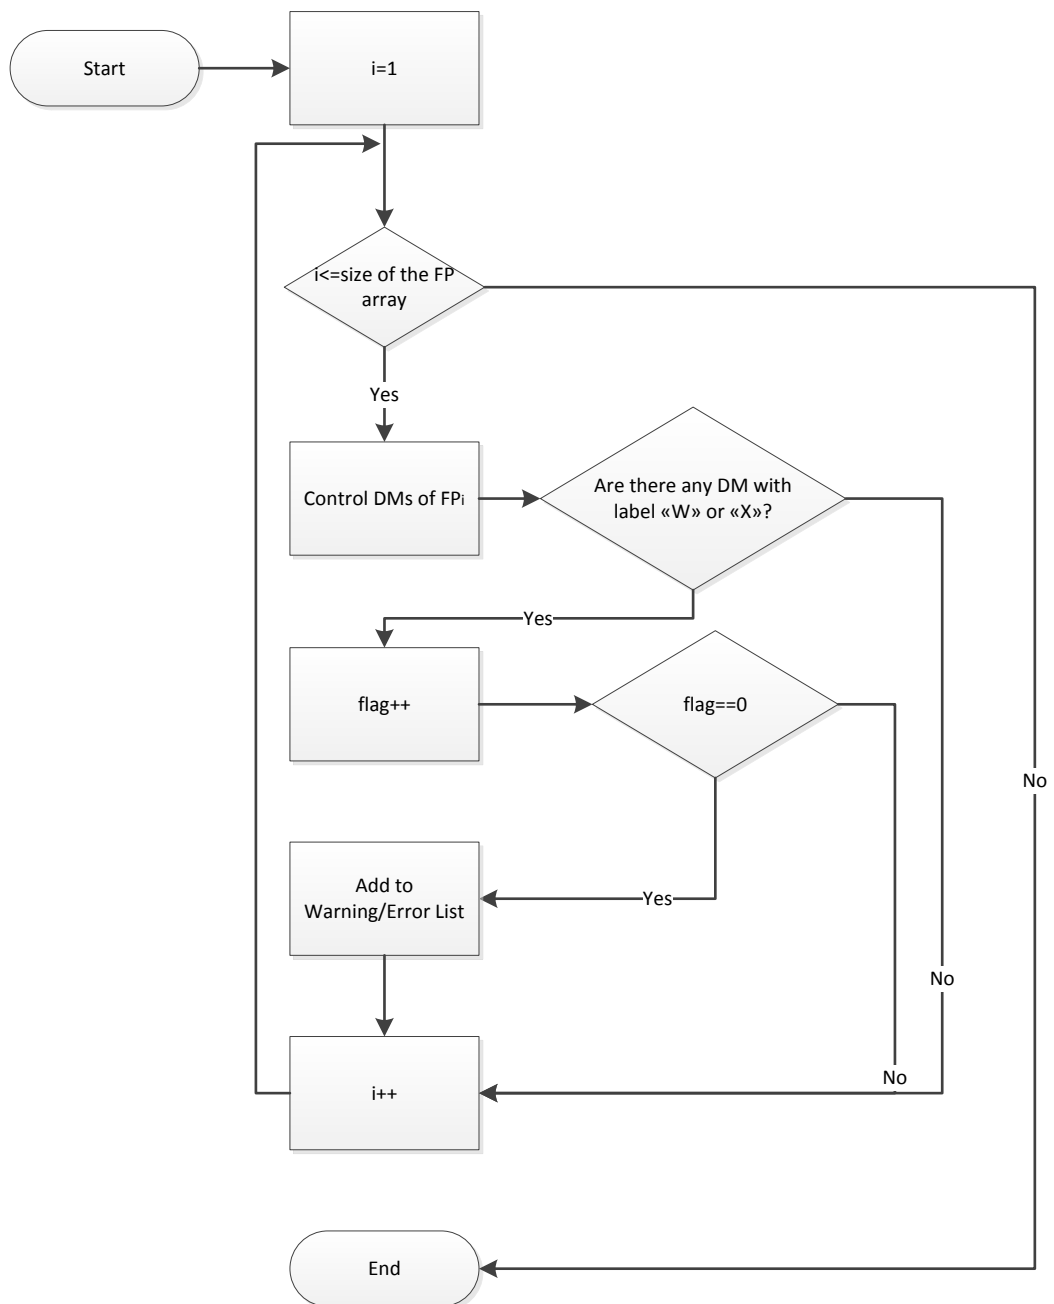 Start
i=1
i<=size of the FP
array
Yes
Control DMs of FPi
Are there any DM with
label «W» or «X»?
Yes
flag++
flag==0
No
Add to
Warning/Error List
Yes
No
No
i++
End